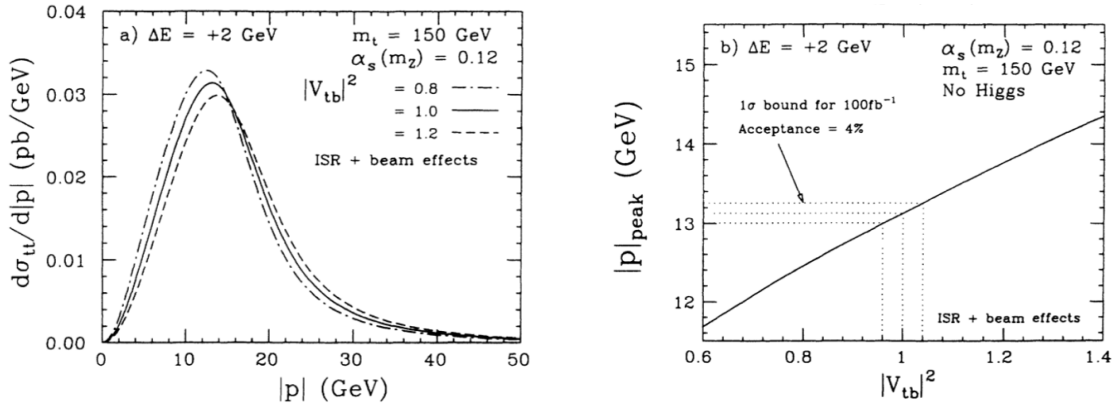 a) ΔE = +2 GeV
m_t = 150 GeV
α_s(m_Z) = 0.12
|V_tb|^2
= 0.8
= 1.0
= 1.2
ISR + beam effects
0.04
0.03
0.02
0.01
0.00
dσ_tt/d|p| (pb/GeV)
0 10 20 30 40 50
|p| (GeV)
b) ΔE = +2 GeV
α_s(m_Z) = 0.12
m_t = 150 GeV
No Higgs
1σ bound for 100fb^-1
Acceptance = 4%
ISR + beam effects
15
14
13
12
|p|_peak (GeV)
0.6 0.8 1 1.2 1.4
|V_tb|^2